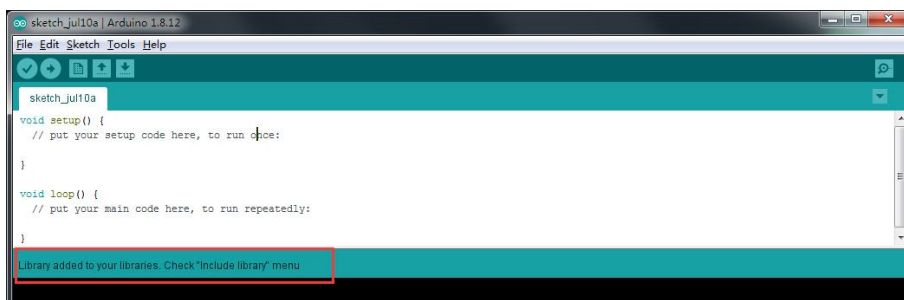 sketch_jul10a | Arduino 1.8.12
File Edit Sketch Tools Help
sketch_jul10a
void setup() {
// put your setup code here, to run once:
}
void loop() {
// put your main code here, to run repeatedly:
}
Library added to your libraries. Check "Include library" menu